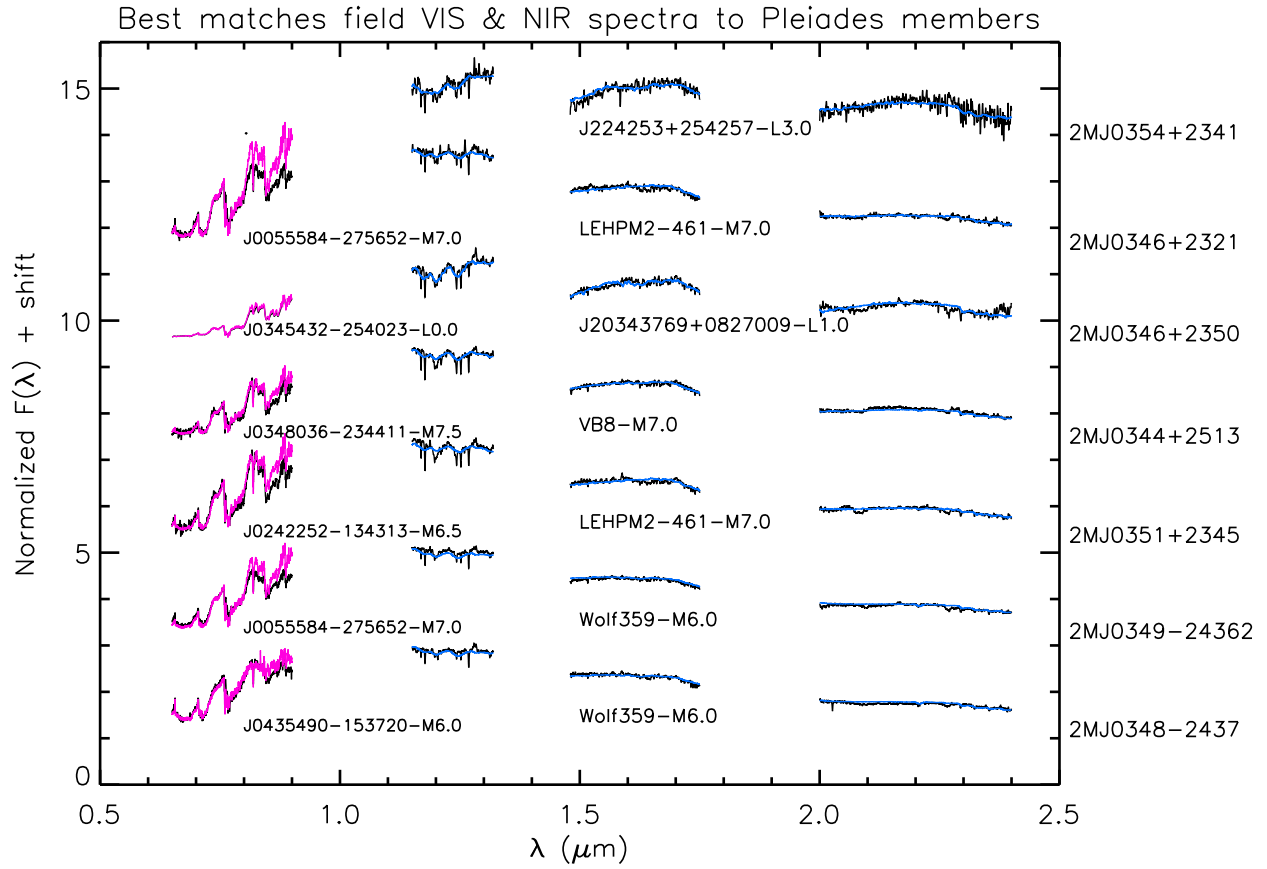 Best matches field VIS & NIR spectra to Pleiades members
Normalized F(λ) + shift
15
10
5
0
J224253+254257-L3.0
2MJ0354+2341
J0055584-275652-M7.0
LEHPM2-461-M7.0
2MJ0346+2321
J0345432-254023-L0.0
J20343769+0827009-L1.0
2MJ0346+2350
J0348036-234411-M7.5
VB8-M7.0
2MJ0344+2513
J0242252-134313-M6.5
LEHPM2-461-M7.0
2MJ0351+2345
J0055584-275652-M7.0
Wolf359-M6.0
2MJ0349-24362
J0435490-153720-M6.0
Wolf359-M6.0
2MJ0348-2437
0.5 1.0 1.5 2.0 2.5
λ (μm)